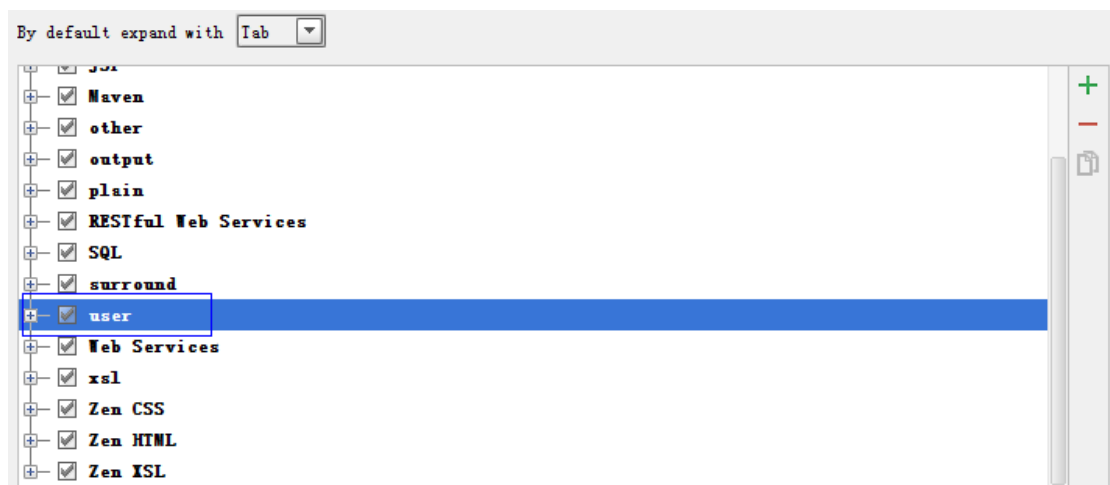 By default expand with Tab
Maven
other
output
plain
RESTful Web Services
SQL
surround
user
Web Services
xsl
Zen CSS
Zen HTML
Zen XSL